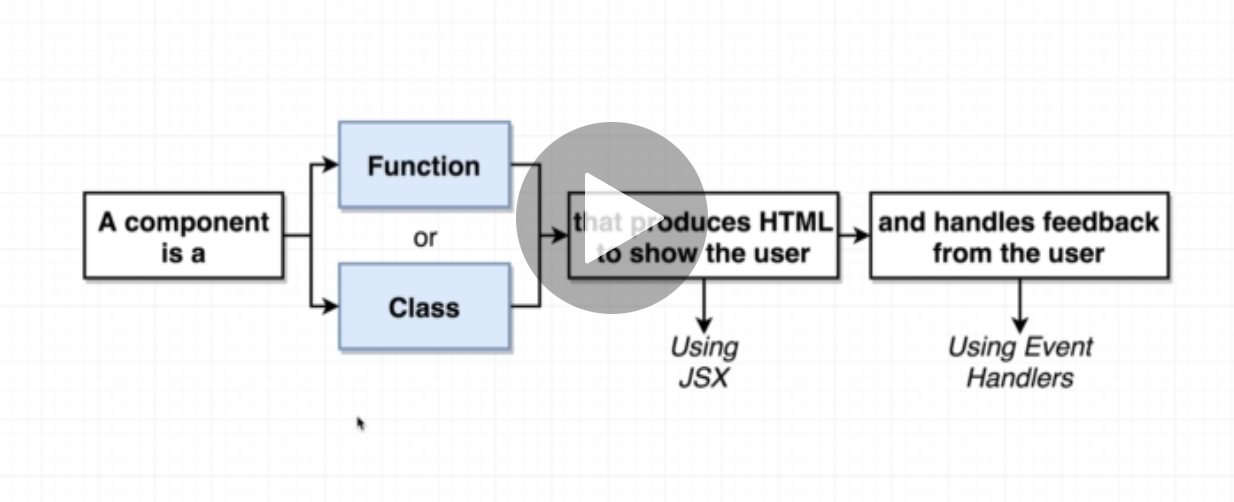 A component
is a
Function
or
Class
that produces HTML
to show the user
Using
JSX
and handles feedback
from the user
Using Event
Handlers